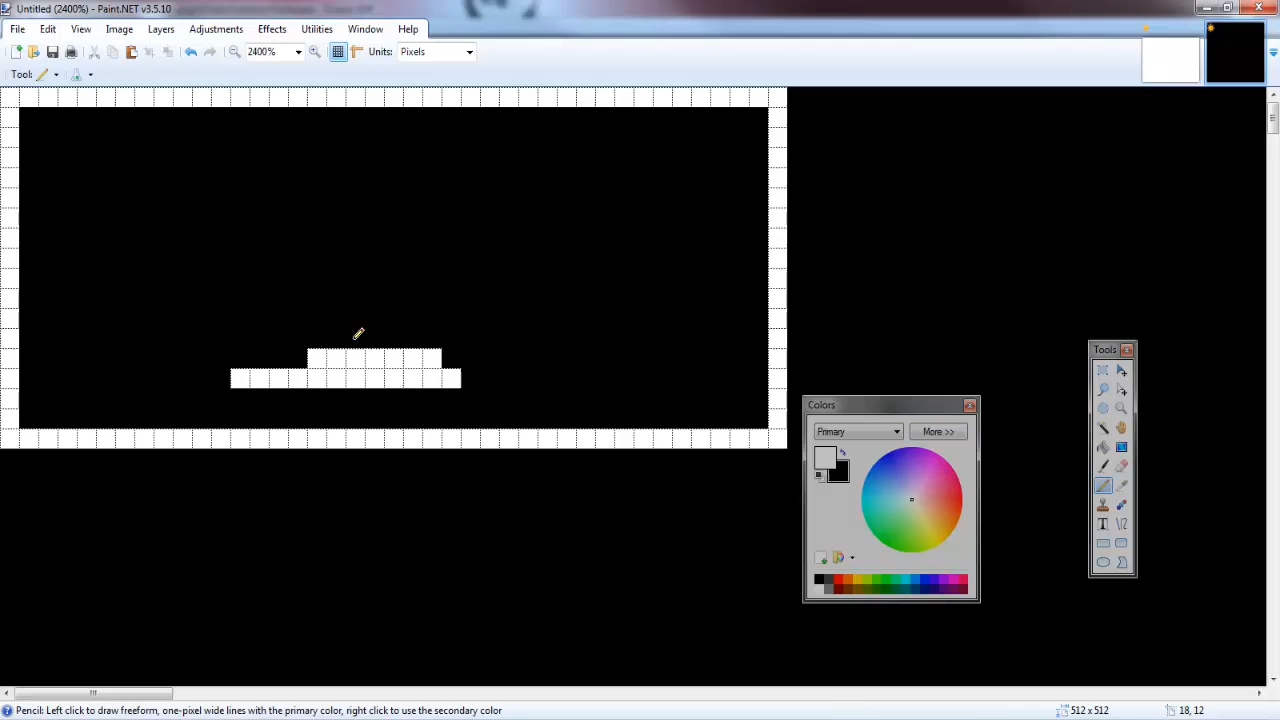 Untitled (2400%) - Paint.NET v3.5.10
File Edit View Image Layers Adjustments Effects Utilities Window Help
2400% Units: Pixels
Tool:
Tools
Colors
Primary More >>
T
Pencil: Left click to draw freeform, one-pixel wide lines with the primary color, right click to use the secondary color 512 x 512 18, 12